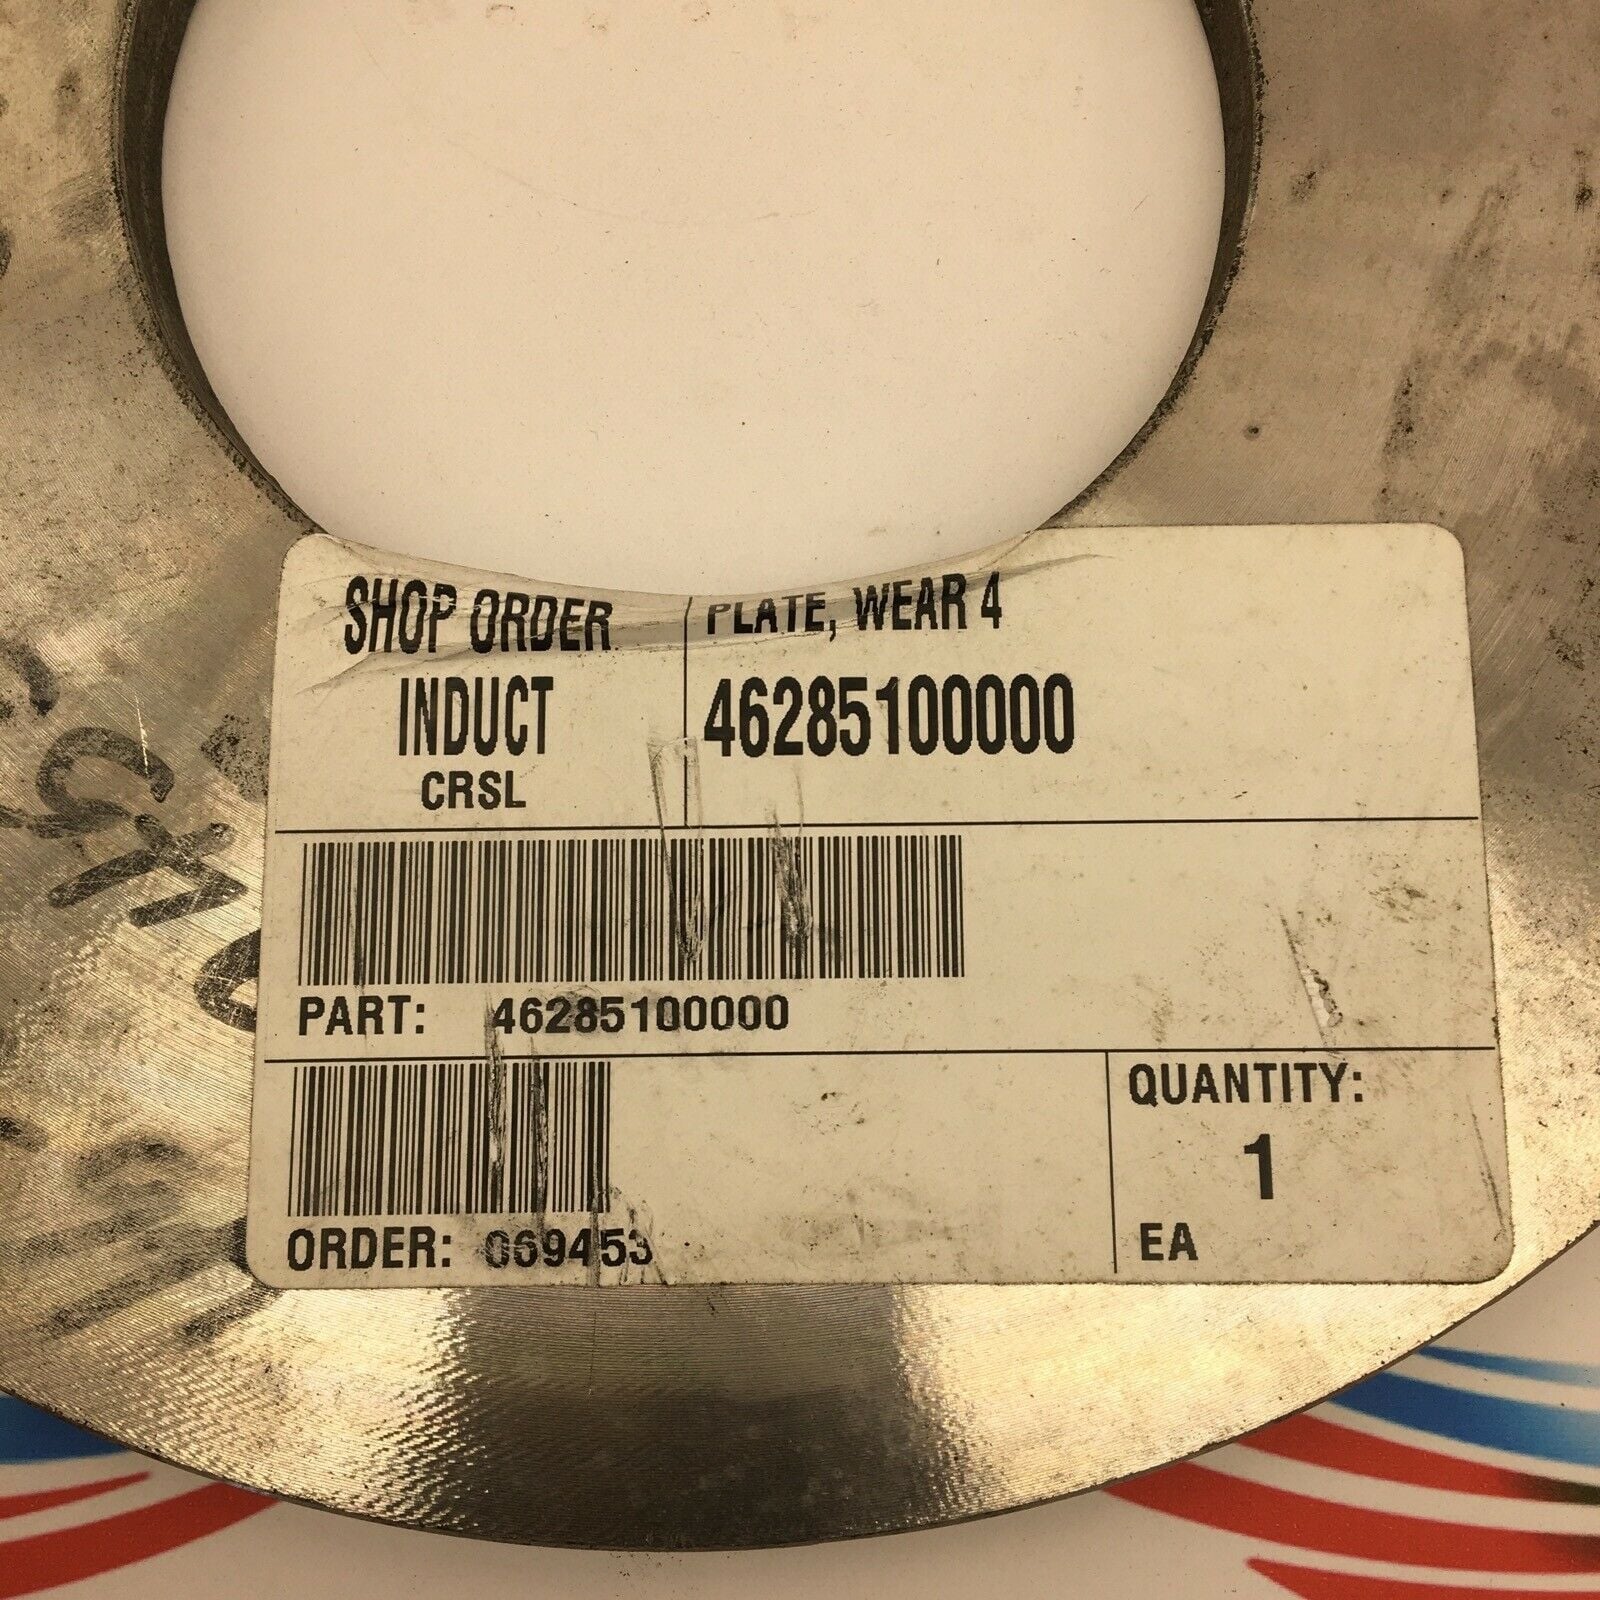 SHOP ORDER
PLATE, WEAR 4
INDUCT
46285100000
CRSL
PART: 46285100000
ORDER: 069453
QUANTITY:
1
EA